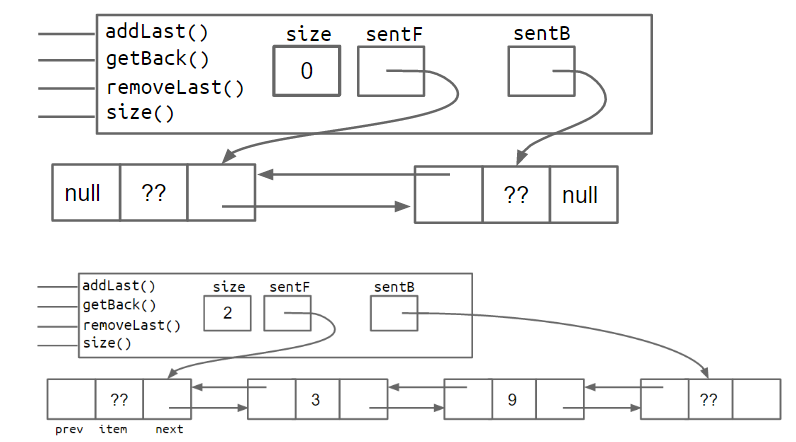 addLast() size sentF sentB
getBack()
0
removeLast()
size()
null ?? ?? null
addLast() size sentF sentB
getBack()
2
removeLast()
size()
?? 3 9 ??
prev item next